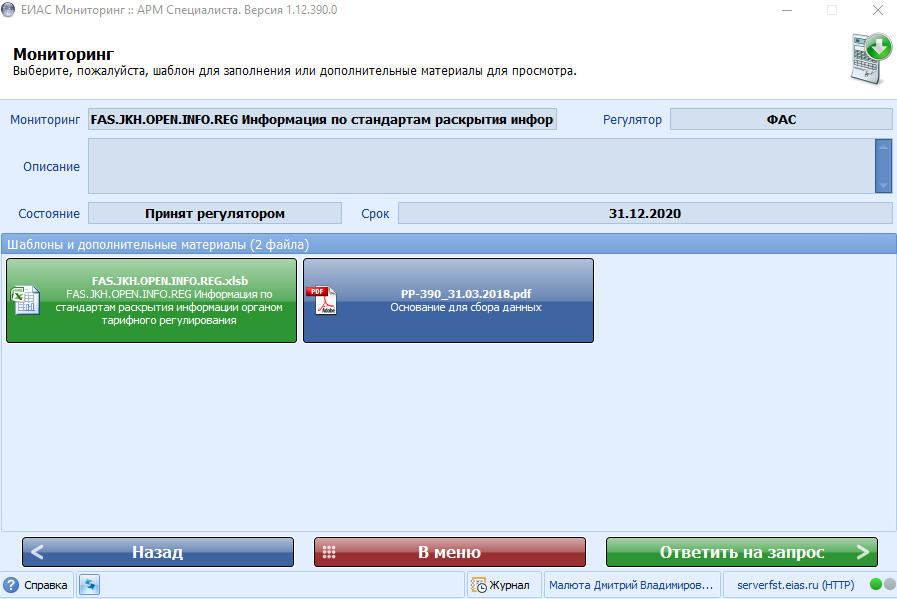 ЕИАС Мониторинг :: АРМ Специалиста. Версия 1.12.390.0
Мониторинг
Выберите, пожалуйста, шаблон для заполнения или дополнительные материалы для просмотра.
Мониторинг FAS.JKH.OPEN.INFO.REG Информация по стандартам раскрытия инфор Регулятор ФАС
Описание
Состояние Принят регулятором Срок 31.12.2020
Шаблоны и дополнительные материалы (2 файла)
FAS.JKH.OPEN.INFO.REG.xlsb
FAS.JKH.OPEN.INFO.REG Информация по
стандартам раскрытия информации органом
тарифного регулирования
PDF
Adobe
PP-390_31.03.2018.pdf
Основание для сбора данных
Назад В меню Ответить на запрос
Справка Журнал Малюта Дмитрий Владимиров... serverfst.eias.ru (HTTP)